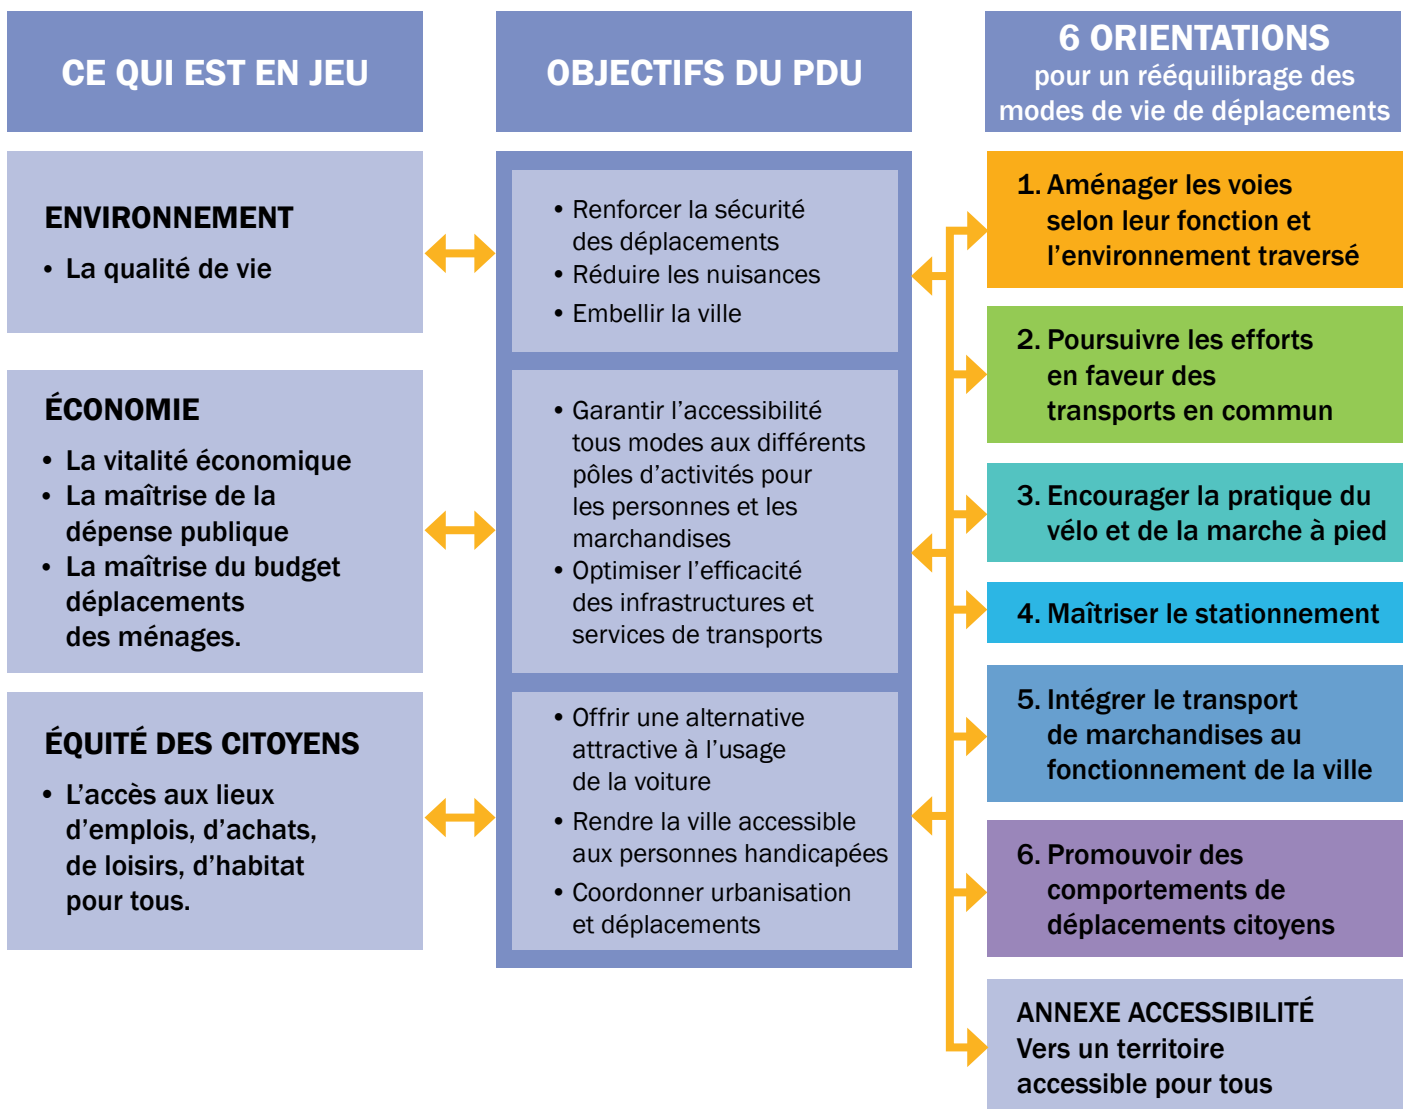 CE QUI EST EN JEU
ENVIRONNEMENT
• La qualité de vie
ÉCONOMIE
• La vitalité économique
• La maîtrise de la
dépense publique
• La maîtrise du budget
déplacements
des ménages.
ÉQUITÉ DES CITOYENS
• L’accès aux lieux
d’emplois, d’achats,
de loisirs, d’habitat
pour tous.
OBJECTIFS DU PDU
• Renforcer la sécurité
des déplacements
• Réduire les nuisances
• Embellir la ville
• Garantir l’accessibilité
tous modes aux différents
pôles d’activités pour
les personnes et les
marchandises
• Optimiser l’efficacité
des infrastructures et
services de transports
• Offrir une alternative
attractive à l’usage
de la voiture
• Rendre la ville accessible
aux personnes handicapées
• Coordonner urbanisation
et déplacements
6 ORIENTATIONS
pour un rééquilibrage des
modes de vie de déplacements
1. Aménager les voies
selon leur fonction et
l’environnement traversé
2. Poursuivre les efforts
en faveur des
transports en commun
3. Encourager la pratique du
vélo et de la marche à pied
4. Maîtriser le stationnement
5. Intégrer le transport
de marchandises au
fonctionnement de la ville
6. Promouvoir des
comportements de
déplacements citoyens
ANNEXE ACCESSIBILITÉ
Vers un territoire
accessible pour tous